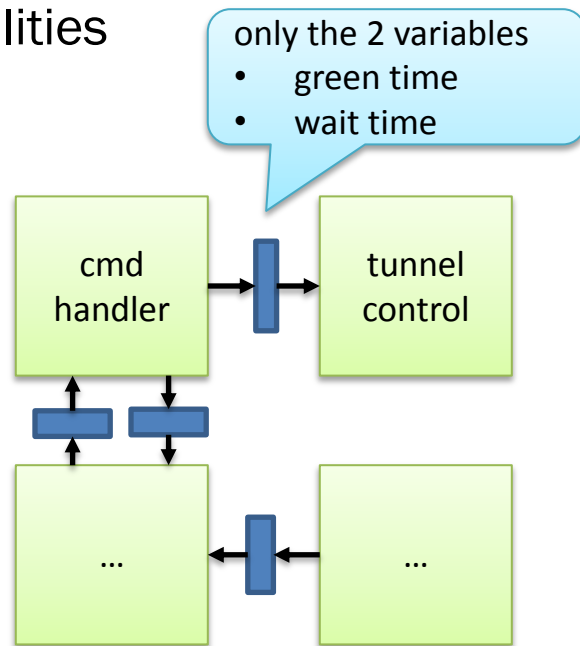 lities
only the 2 variables
• green time
• wait time
cmd
handler
tunnel
control
...
...